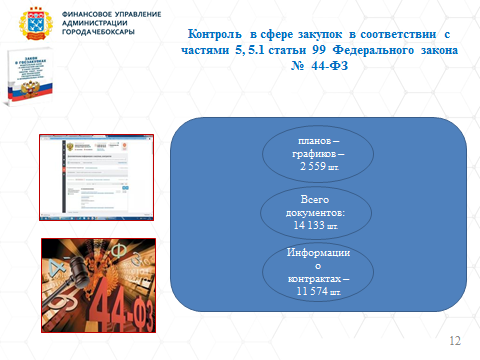 ФИНАНСОВОЕ УПРАВЛЕНИЕ
АДМИНИСТРАЦИИ
ГОРОДА ЧЕБОКСАРЫ
Контроль в сфере закупок в соответствии с
частями 5, 5.1 статьи 99 Федерального закона
№ 44-ФЗ
ЗАКОН
О ГОСЗАКУПКАХ
планов –
графиков –
2 559 шт.
Всего
документов:
14 133 шт.
Информации
о
контрактах –
11 574 шт.
44-ФЗ
12